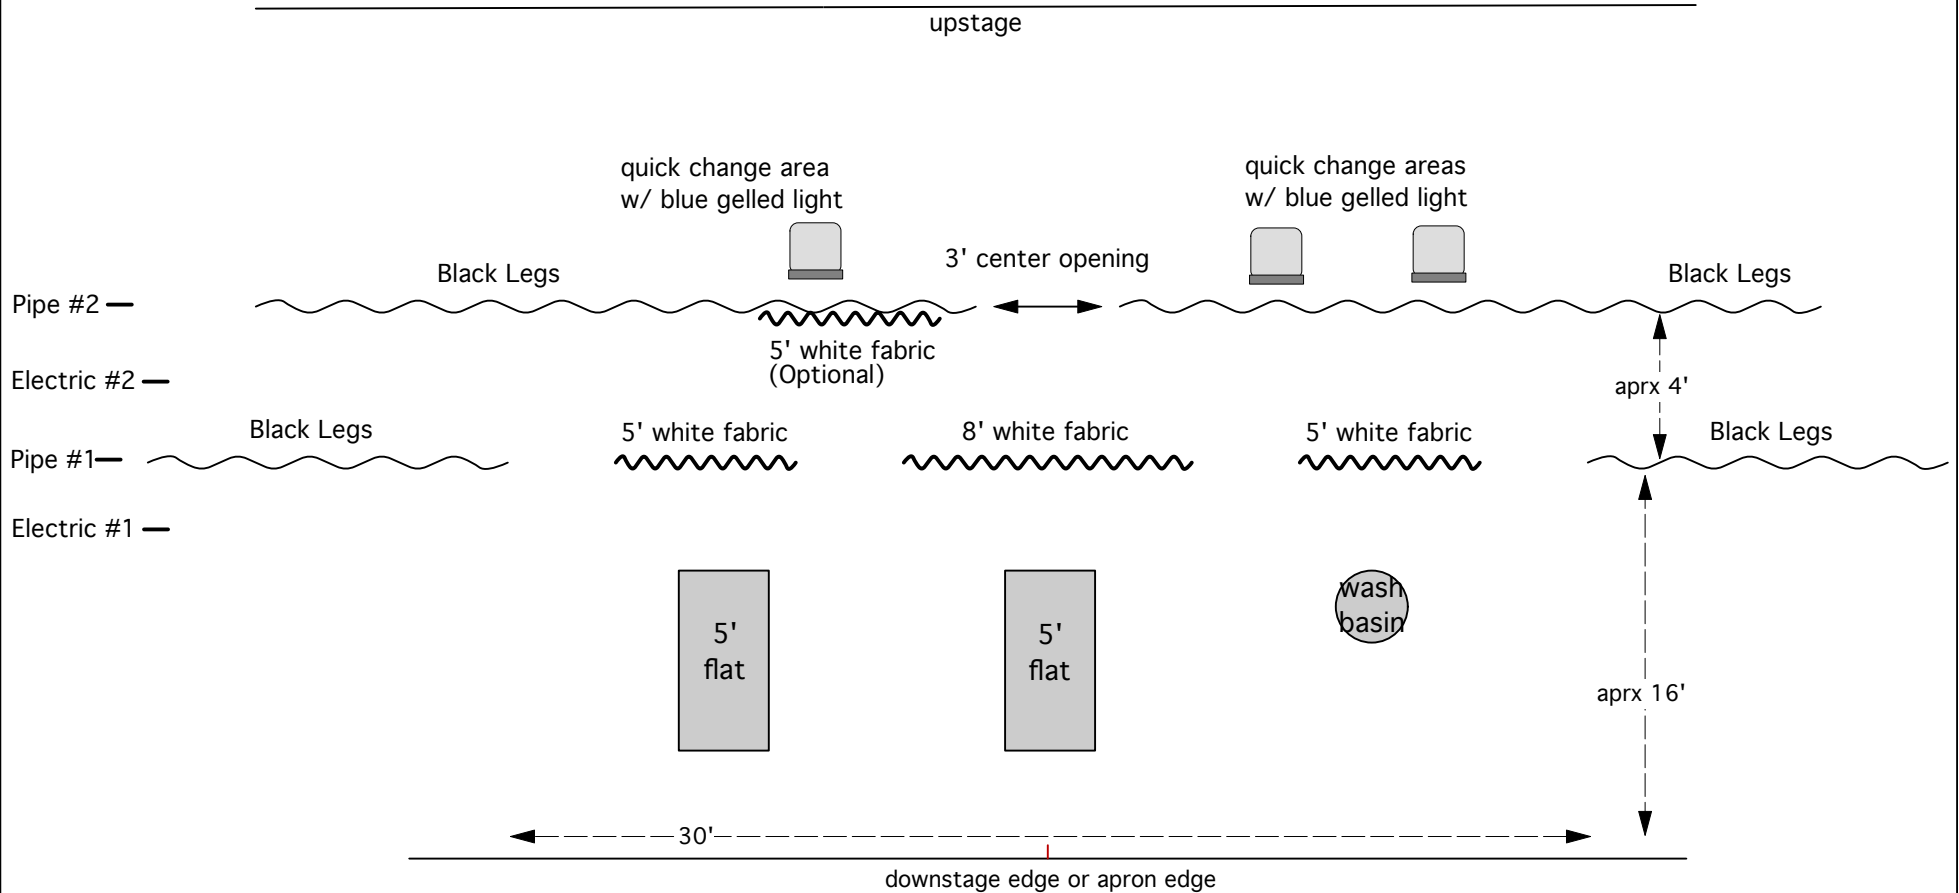 upstage
quick change area
w/ blue gelled light
quick change areas
w/ blue gelled light
3' center opening
Black Legs
Black Legs
Pipe #2
5' white fabric
(Optional)
Electric #2
aprx 4'
Black Legs
5' white fabric
8' white fabric
5' white fabric
Black Legs
Pipe #1
Electric #1
wash
basin
5'
flat
5'
flat
aprx 16'
30'
downstage edge or apron edge